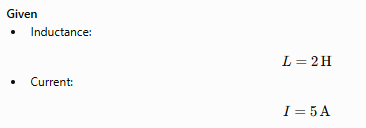 Given
• Inductance:
L = 2 H
• Current:
I = 5 A